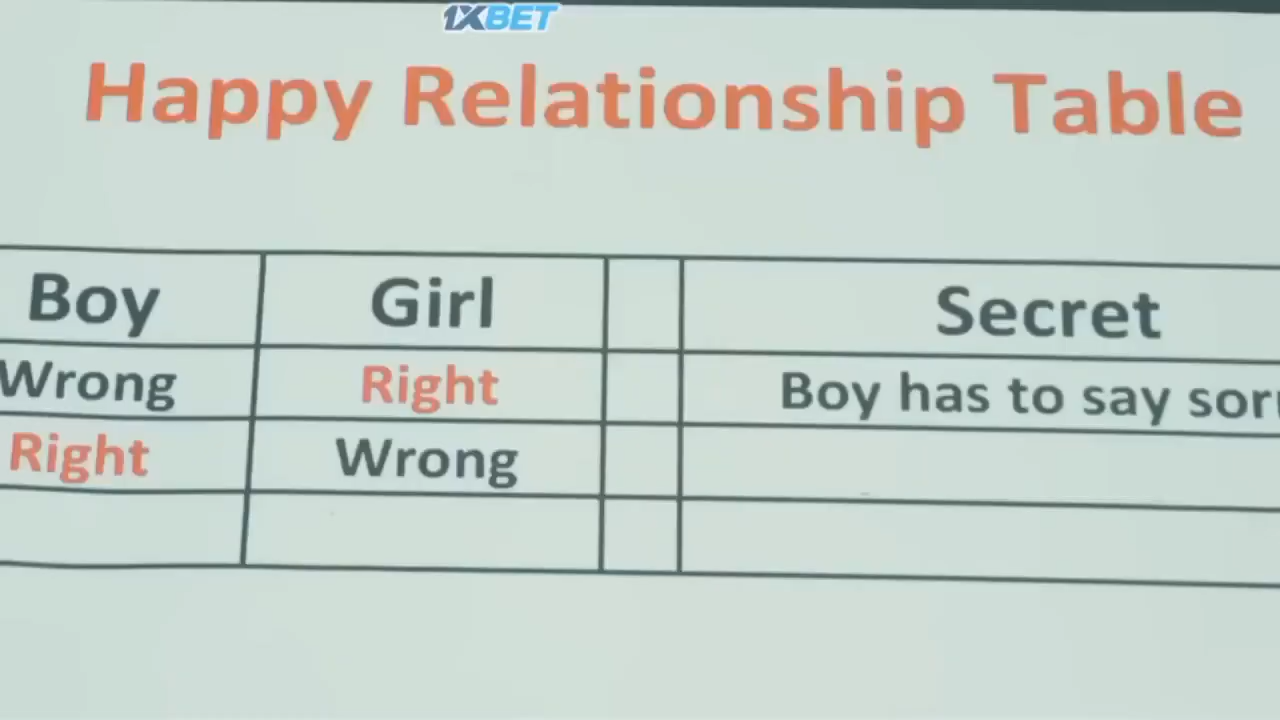 1XBET
Happy Relationship Table
Boy Girl Secret
Wrong Right Boy has to say
Right Wrong